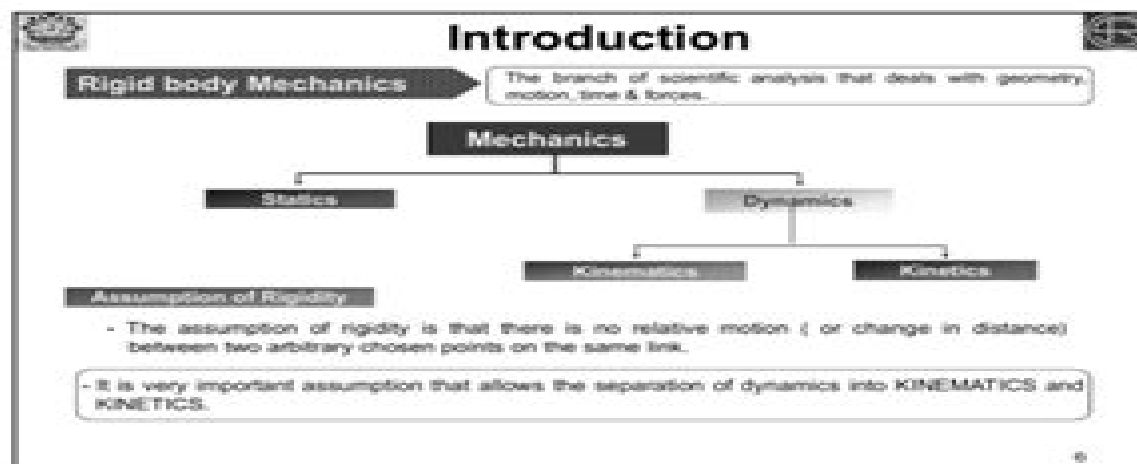 Introduction
Rigid body Mechanics
The branch of scientific analysis that deals with geometry,
motion, time & forces.
Mechanics
Statics
Dynamics
Kinematics
Kinetics
Assumption of Rigidity
- The assumption of rigidity is that there is no relative motion ( or change in distance)
between two arbitrary chosen points on the same link.
- It is very important assumption that allows the separation of dynamics into KINEMATICS and
KINETICS.
6